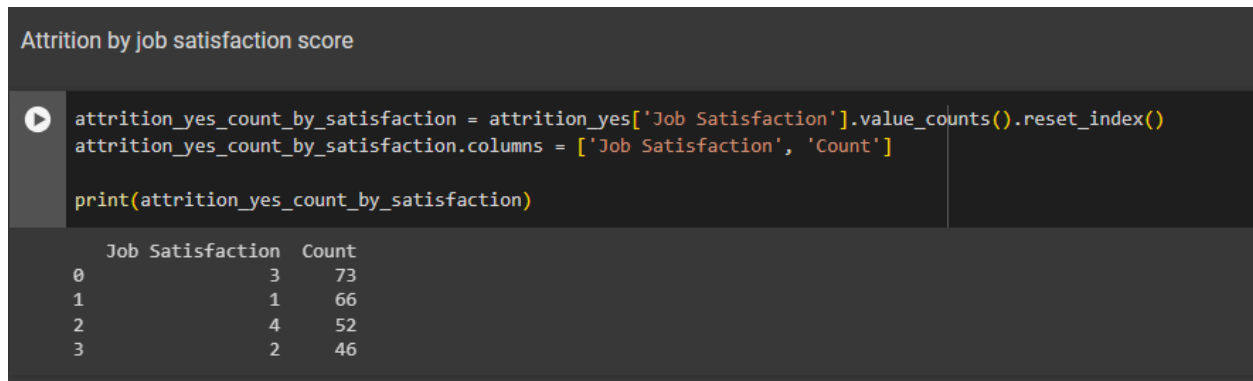 Attrition by job satisfaction score
attrition_yes_count_by_satisfaction = attrition_yes['Job Satisfaction'].value_counts().reset_index()
attrition_yes_count_by_satisfaction.columns = ['Job Satisfaction', 'Count']
print(attrition_yes_count_by_satisfaction)
Job Satisfaction Count
0 3 73
1 1 66
2 4 52
3 2 46